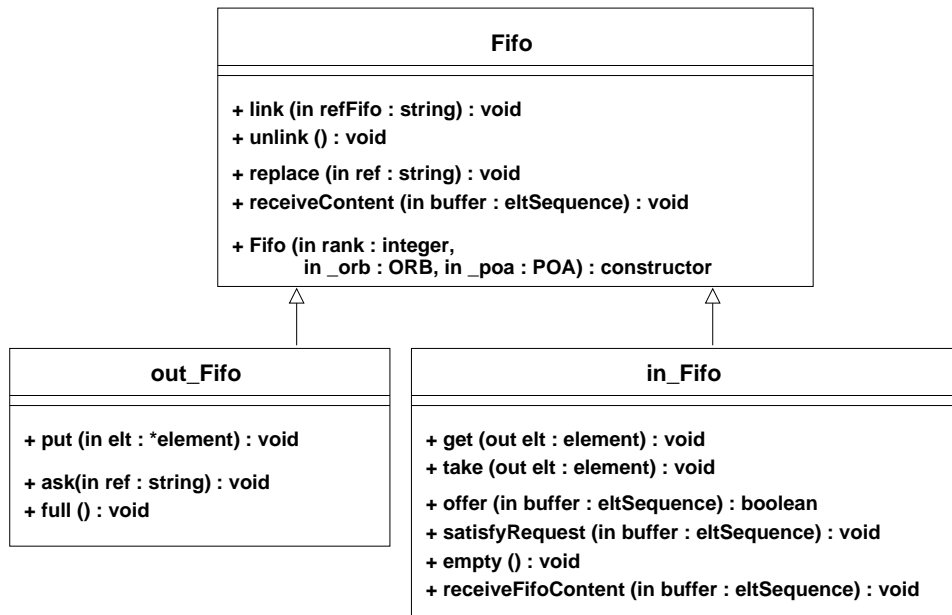 Fifo
+ link (in refFifo : string) : void
+ unlink () : void
+ replace (in ref : string) : void
+ receiveContent (in buffer : eltSequence) : void
+ Fifo (in rank : integer,
in _orb : ORB, in _poa : POA) : constructor
out_Fifo
+ put (in elt : *element) : void
+ ask(in ref : string) : void
+ full () : void
in_Fifo
+ get (out elt : element) : void
+ take (out elt : element) : void
+ offer (in buffer : eltSequence) : boolean
+ satisfyRequest (in buffer : eltSequence) : void
+ empty () : void
+ receiveFifoContent (in buffer : eltSequence) : void